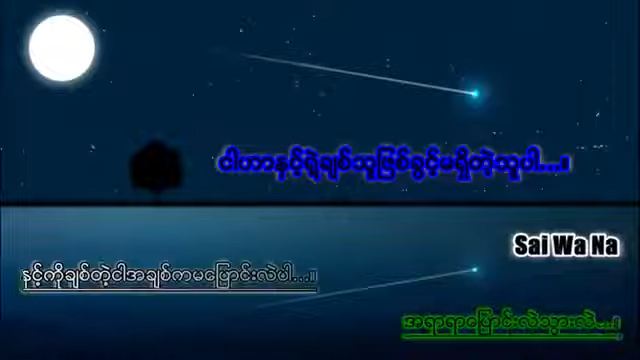 ငါဟာနှင့်ရဲ့ချစ်သူဖြစ်ခွင့်မရှိတဲ့သူပါ....။
Sai Wa Na
နှင့်ကိုချစ်တဲ့ငါအချစ်ကမပြောင်းလဲပါ....။
အရာရာပြောင်းလဲသွားလဲ....,